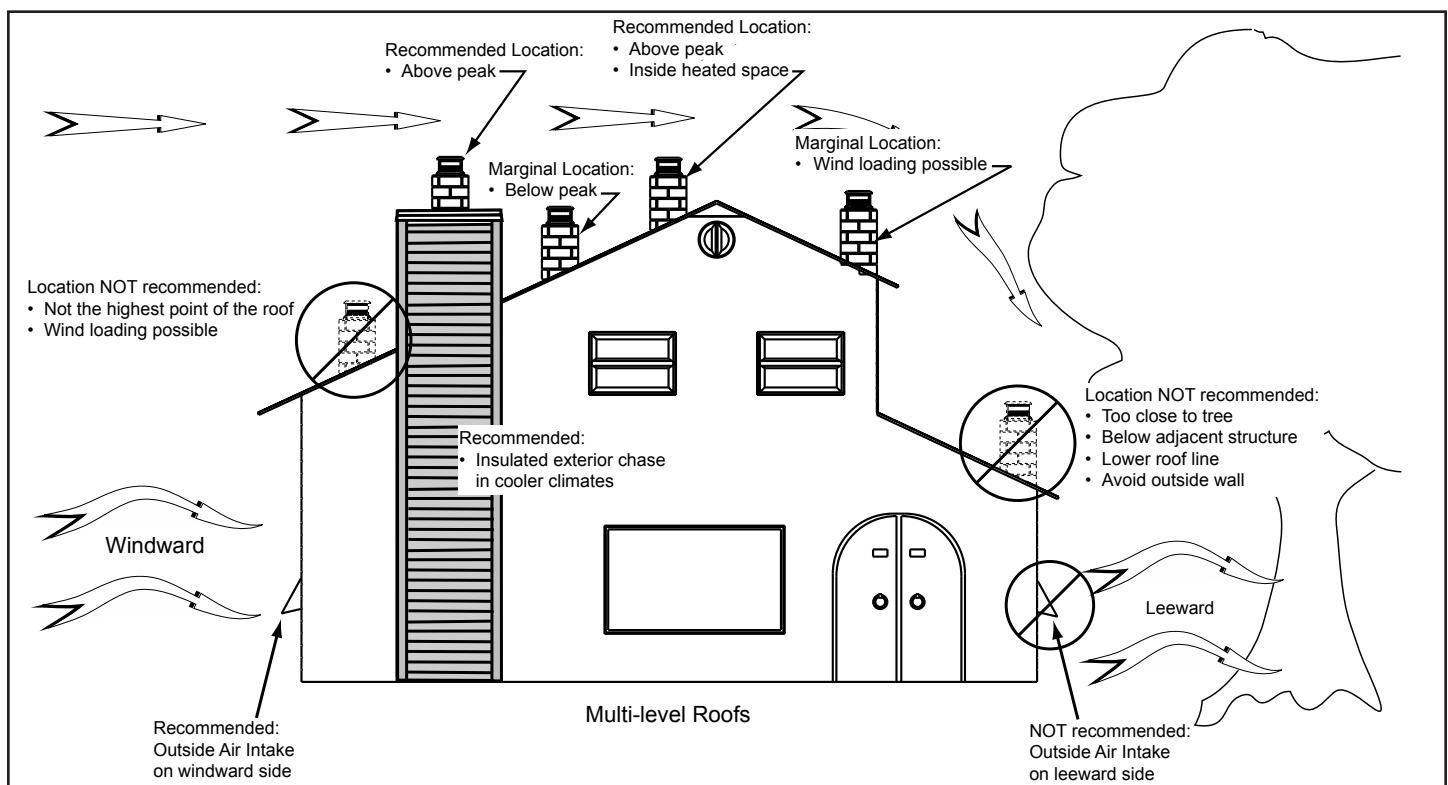 Recommended Location:
• Above peak
Recommended Location:
• Above peak
• Inside heated space
Marginal Location:
• Below peak
Marginal Location:
• Wind loading possible
Location NOT recommended:
• Not the highest point of the roof
• Wind loading possible
Recommended:
• Insulated exterior chase
in cooler climates
Location NOT recommended:
• Too close to tree
• Below adjacent structure
• Lower roof line
• Avoid outside wall
Windward
Leeward
Multi-level Roofs
Recommended:
Outside Air Intake
on windward side
NOT recommended:
Outside Air Intake
on leeward side